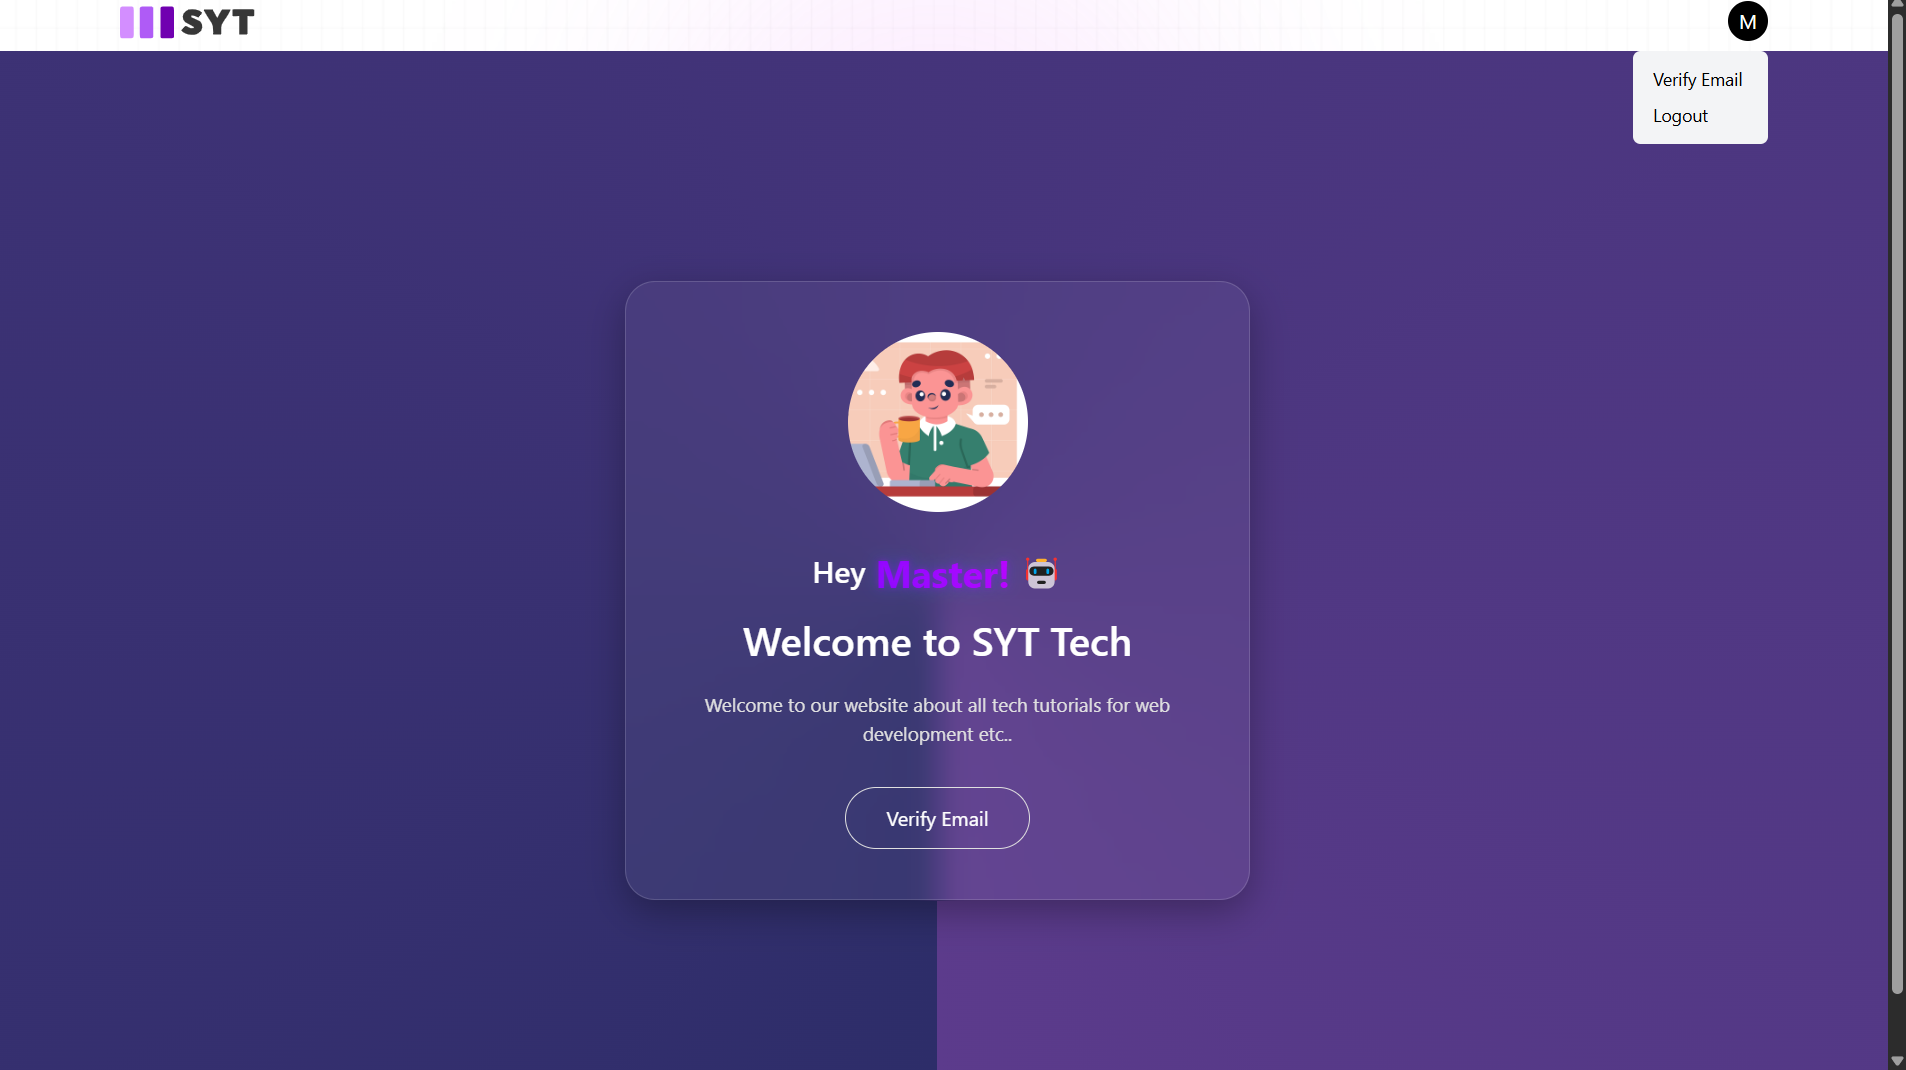 SYT
M
Verify Email
Logout
Hey Master! 🤖
Welcome to SYT Tech
Welcome to our website about all tech tutorials for web
development etc..
Verify Email